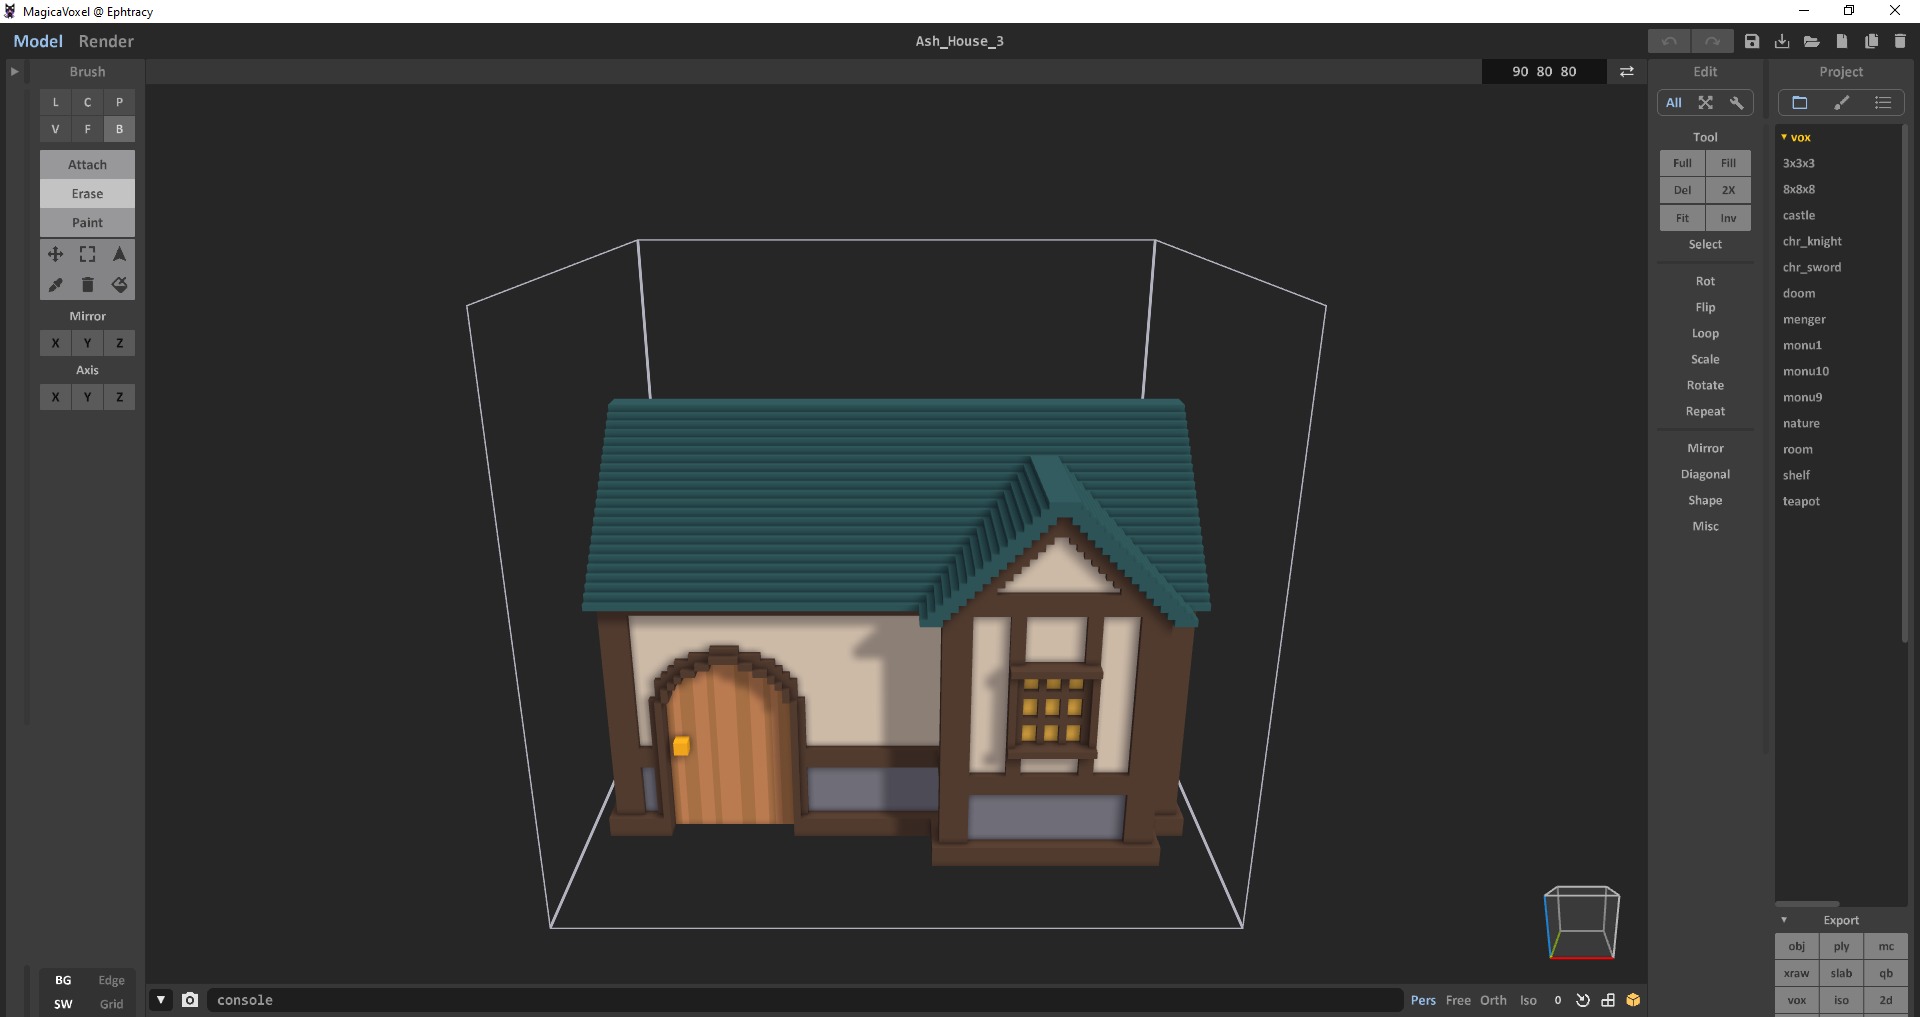 MagicaVoxel @ Ephtracy
Model Render
Ash_House_3
Brush
90 80 80
Edit
Project
L C P
V F B
All
Attach
Erase
Paint
Mirror
X Y Z
Axis
X Y Z
Tool
Full Fill
Del 2X
Fit Inv
Select
Rot
Flip
Loop
Scale
Rotate
Repeat
Mirror
Diagonal
Shape
Misc
vox
3x3x3
8x8x8
castle
chr_knight
chr_sword
doom
menger
monu1
monu10
monu9
nature
room
shelf
teapot
Export
obj ply mc
xraw slab qb
vox iso 2d
BG Edge
SW Grid
console
Pers Free Orth Iso 0